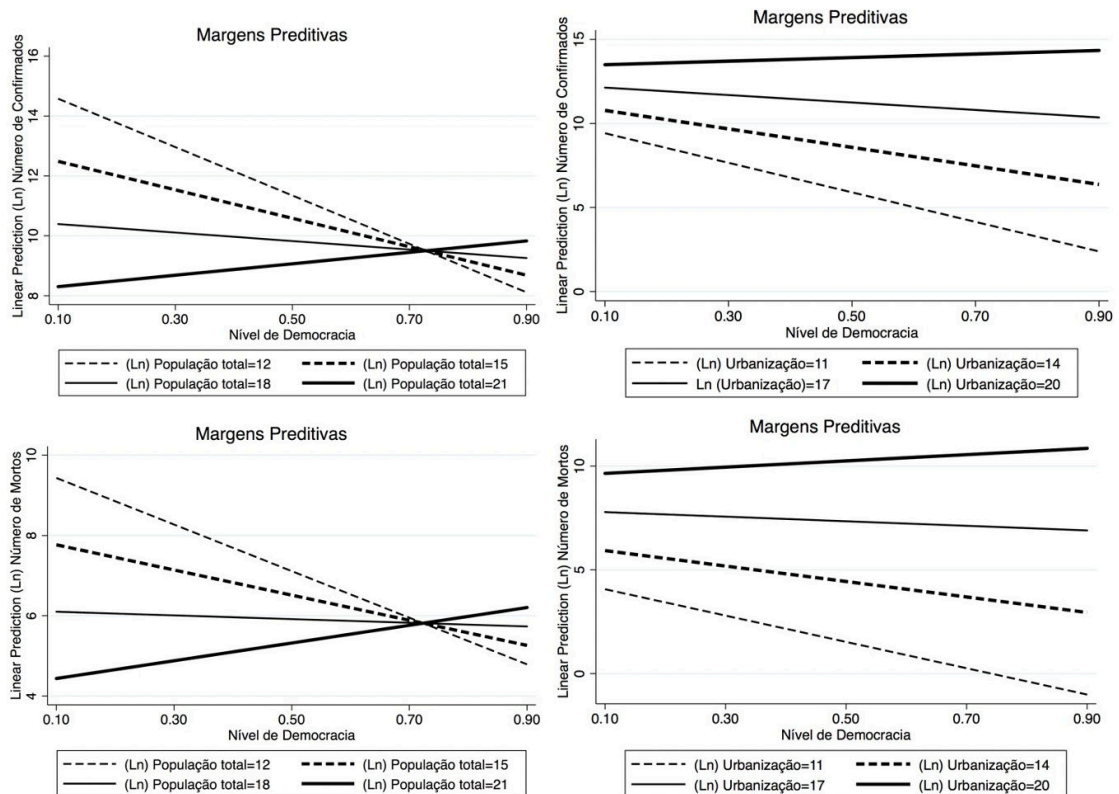 Margens Preditivas
Linear Prediction (Ln) Número de Confirmados
16
14
12
10
8
0.10 0.30 0.50 0.70 0.90
Nível de Democracia
(Ln) População total=12 (Ln) População total=15
(Ln) População total=18 (Ln) População total=21
Margens Preditivas
Linear Prediction (Ln) Número de Confirmados
15
10
5
0
0.10 0.30 0.50 0.70 0.90
Nível de Democracia
(Ln) Urbanização=11 (Ln) Urbanização=14
Ln (Urbanização)=17 (Ln) Urbanização=20
Margens Preditivas
Linear Prediction (Ln) Número de Mortos
10
8
6
4
0.10 0.30 0.50 0.70 0.90
Nível de Democracia
(Ln) População total=12 (Ln) População total=15
(Ln) População total=18 (Ln) População total=21
Margens Preditivas
Linear Prediction (Ln) Número de Mortos
10
5
0
0.10 0.30 0.50 0.70 0.90
Nível de Democracia
(Ln) Urbanização=11 (Ln) Urbanização=14
(Ln) Urbanização=17 (Ln) Urbanização=20